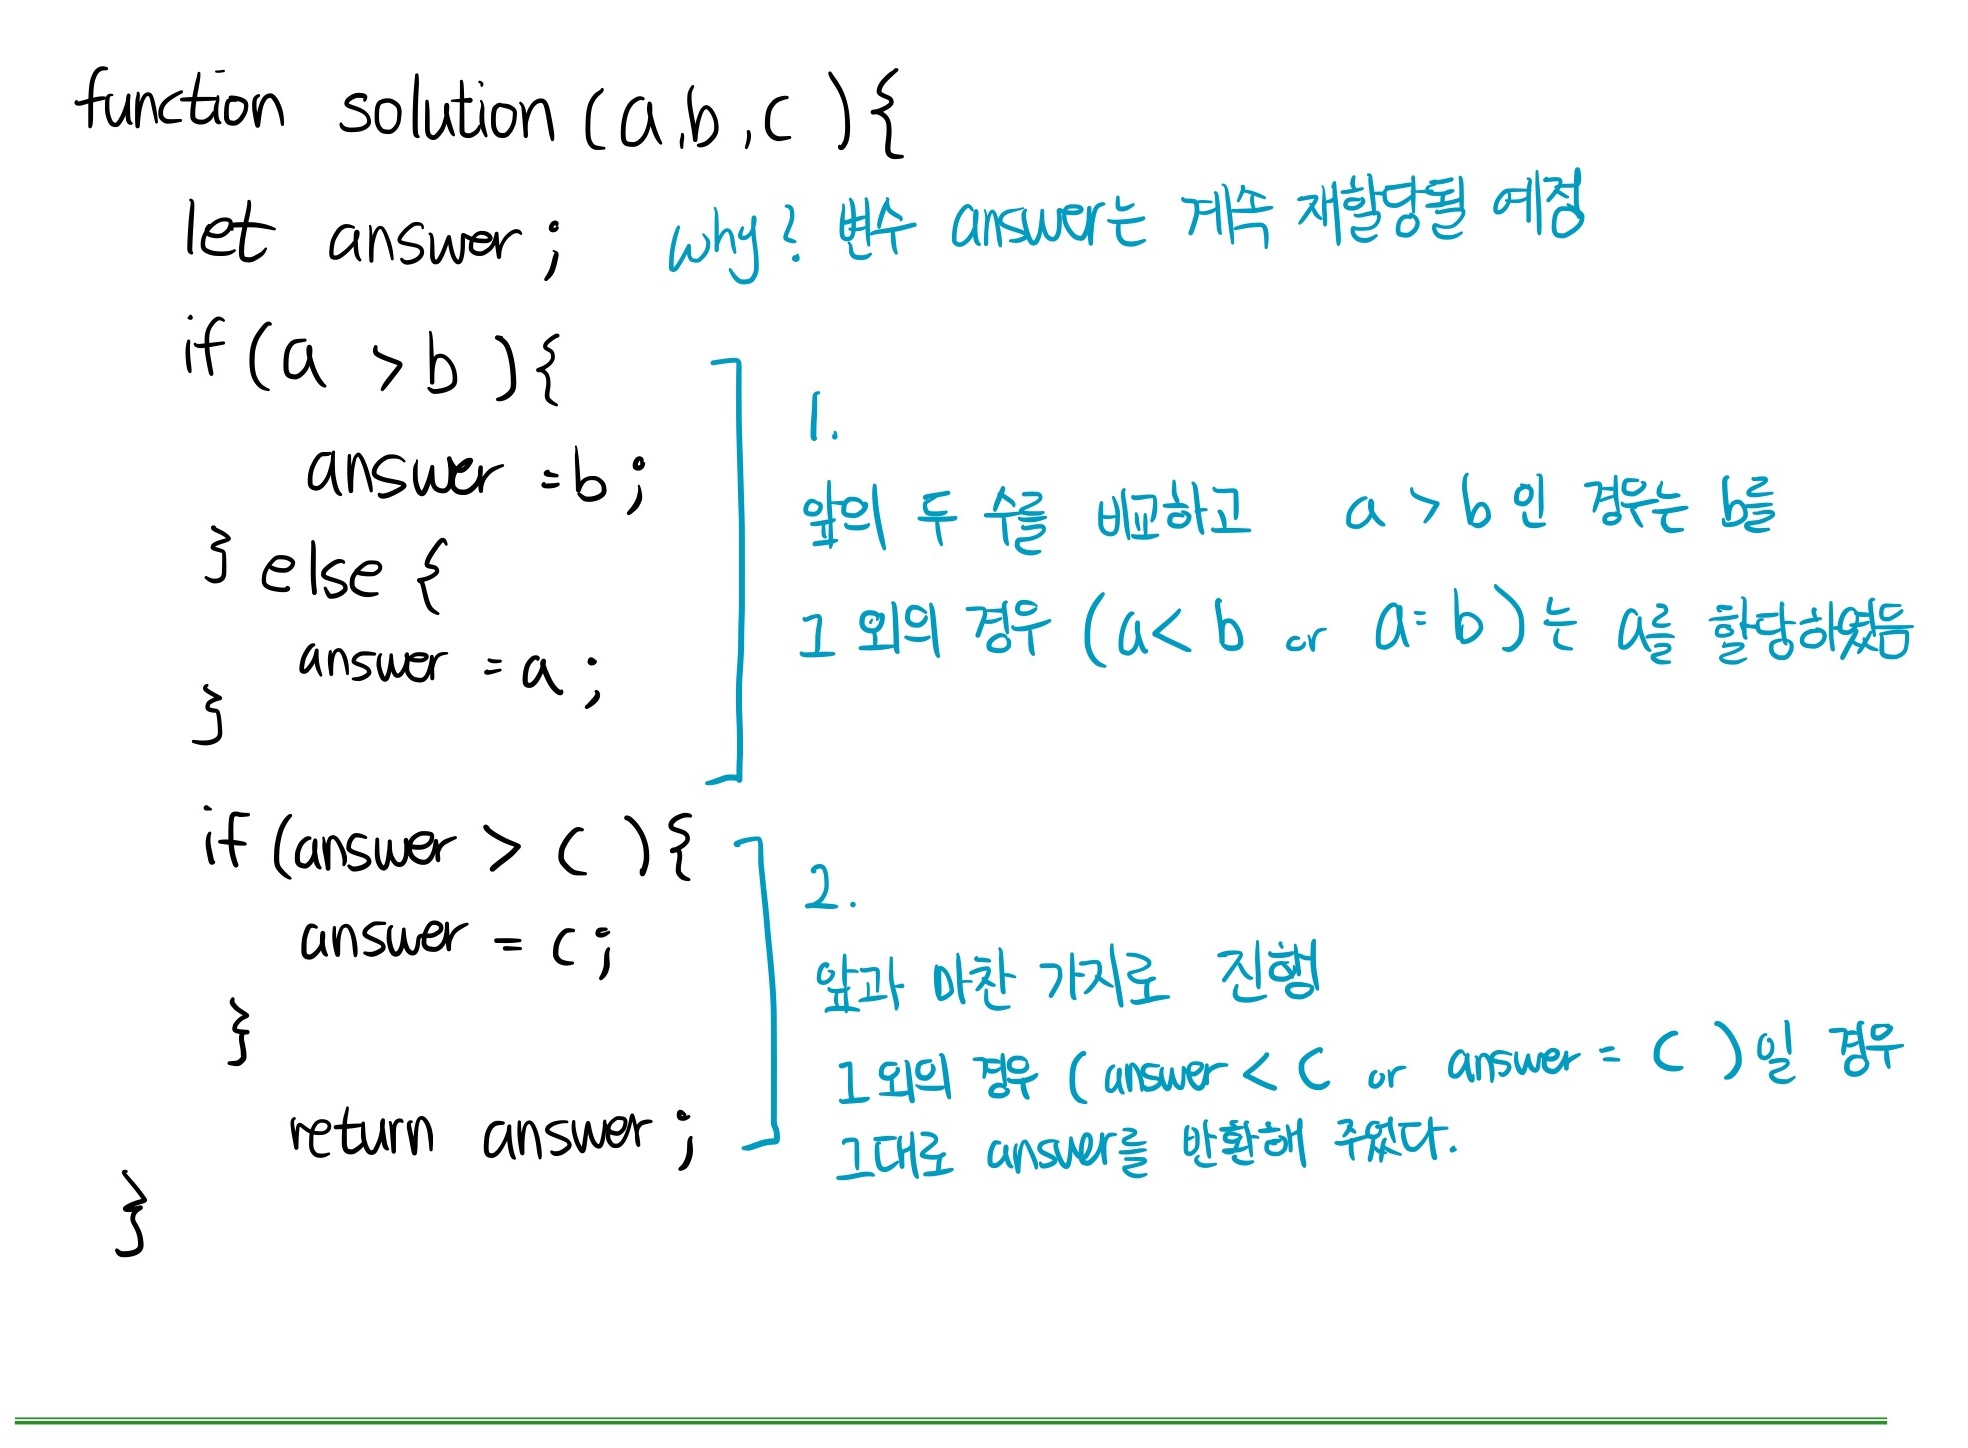 function solution (a,b,c ){
let answer; why? 변수 answer는 계속 재할당될 예정
if (a > b ){
answer = b;
} else {
answer = a;
}
1.
앞의 두 수를 비교하고 a > b 인 경우는 b를
그 외의 경우 (a < b or a = b)는 a를 할당하였음
if (answer > c ){
answer = c;
}
return answer;
}
2.
앞과 마찬 가지로 진행
그 외의 경우 (answer < c or answer = c )일 경우
그대로 answer를 반환해 주었다.